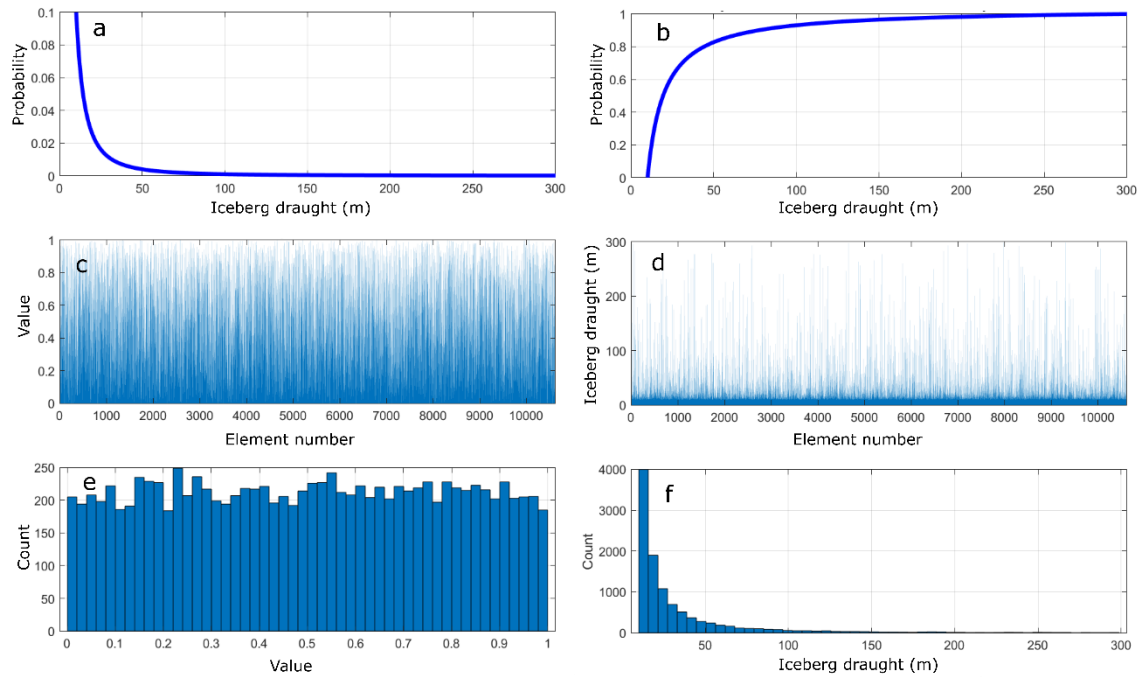 a
Probability
0.1
0.08
0.06
0.04
0.02
0
0 50 100 150 200 250 300
Iceberg draught (m)
b
Probability
1
0.8
0.6
0.4
0.2
0
0 50 100 150 200 250 300
Iceberg draught (m)
c
Value
1
0.8
0.6
0.4
0.2
0
0 1000 2000 3000 4000 5000 6000 7000 8000 9000 10000
Element number
d
Iceberg draught (m)
300
200
100
0
1000 2000 3000 4000 5000 6000 7000 8000 9000 10000
Element number
e
Count
250
200
150
100
50
0
0 0.1 0.2 0.3 0.4 0.5 0.6 0.7 0.8 0.9 1
Value
f
Count
4000
3000
2000
1000
0
50 100 150 200 250 300
Iceberg draught (m)